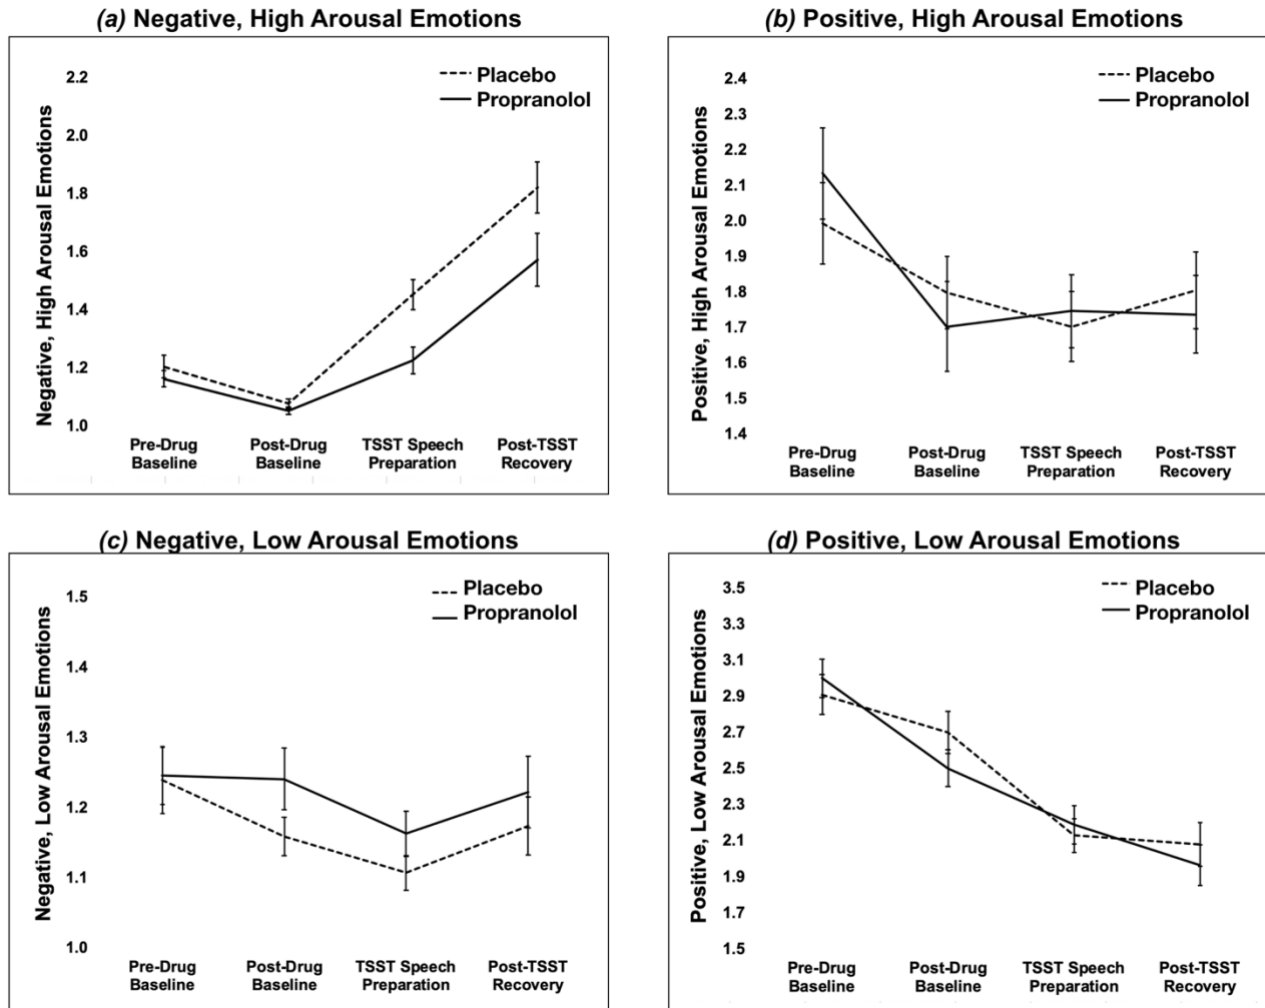 (a) Negative, High Arousal Emotions
Negative, High Arousal Emotions
2.2
2.0
1.8
1.6
1.4
1.2
1.0
Placebo
Propranolol
Pre-Drug
Baseline
Post-Drug
Baseline
TSST Speech
Preparation
Post-TSST
Recovery
(b) Positive, High Arousal Emotions
Positive, High Arousal Emotions
2.4
2.3
2.2
2.1
2.0
1.9
1.8
1.7
1.6
1.5
1.4
Placebo
Propranolol
Pre-Drug
Baseline
Post-Drug
Baseline
TSST Speech
Preparation
Post-TSST
Recovery
(c) Negative, Low Arousal Emotions
Negative, Low Arousal Emotions
1.5
1.4
1.3
1.2
1.1
1.0
Placebo
Propranolol
Pre-Drug
Baseline
Post-Drug
Baseline
TSST Speech
Preparation
Post-TSST
Recovery
(d) Positive, Low Arousal Emotions
Positive, Low Arousal Emotions
3.5
3.3
3.1
2.9
2.7
2.5
2.3
2.1
1.9
1.7
1.5
Placebo
Propranolol
Pre-Drug
Baseline
Post-Drug
Baseline
TSST Speech
Preparation
Post-TSST
Recovery